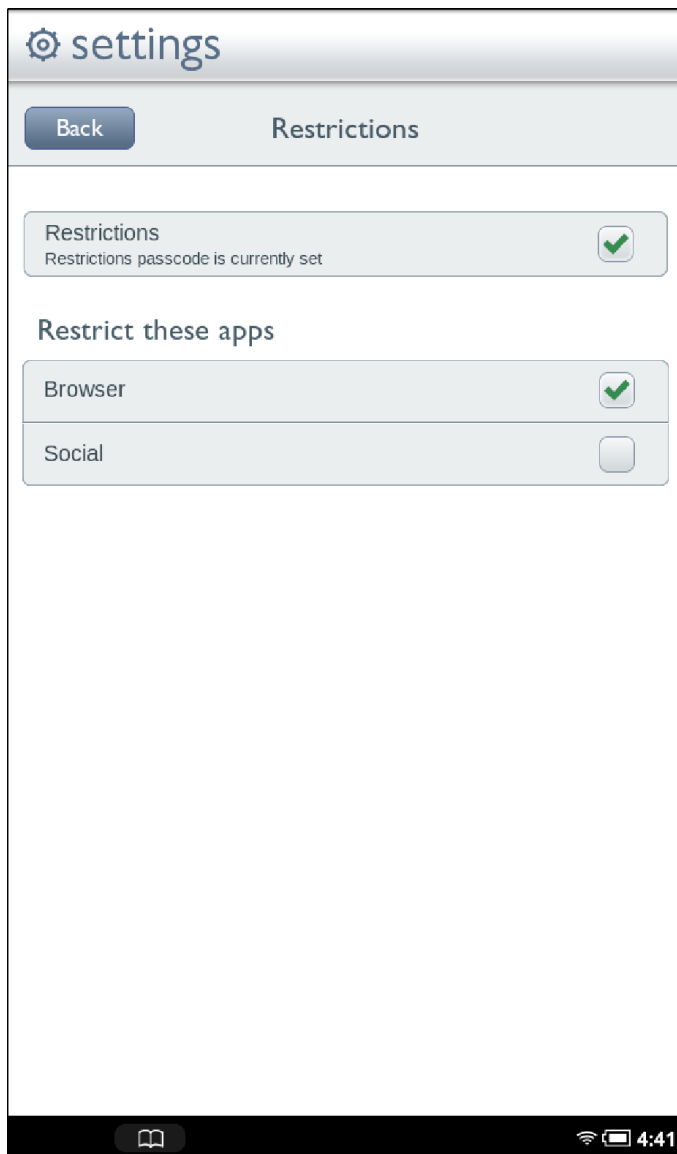 settings
Back
Restrictions
Restrictions
Restrictions passcode is currently set
Restrict these apps
Browser
Social
4:41